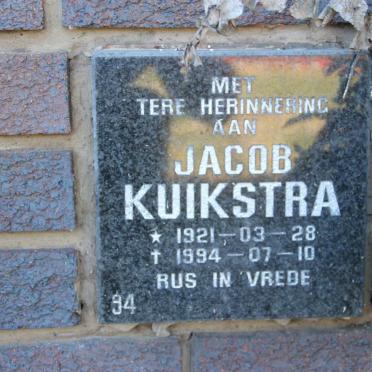 MET
TERE HERINNERING
AAN
JACOB
KUIKSTRA
★ 1921-03-28
✝ 1994-07-10
RUS IN VREDE
34